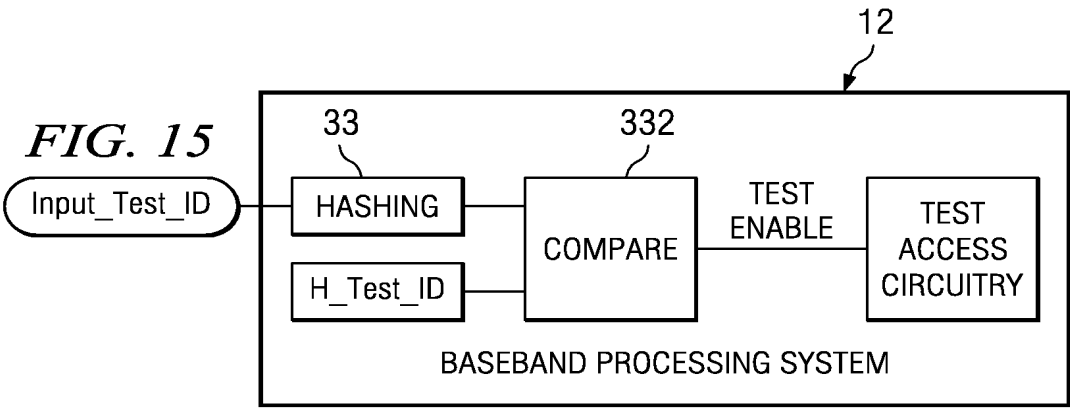 12
FIG. 15
33
332
Input_Test_ID
HASHING
H_Test_ID
COMPARE
TEST
ENABLE
TEST
ACCESS
CIRCUITRY
BASEBAND PROCESSING SYSTEM